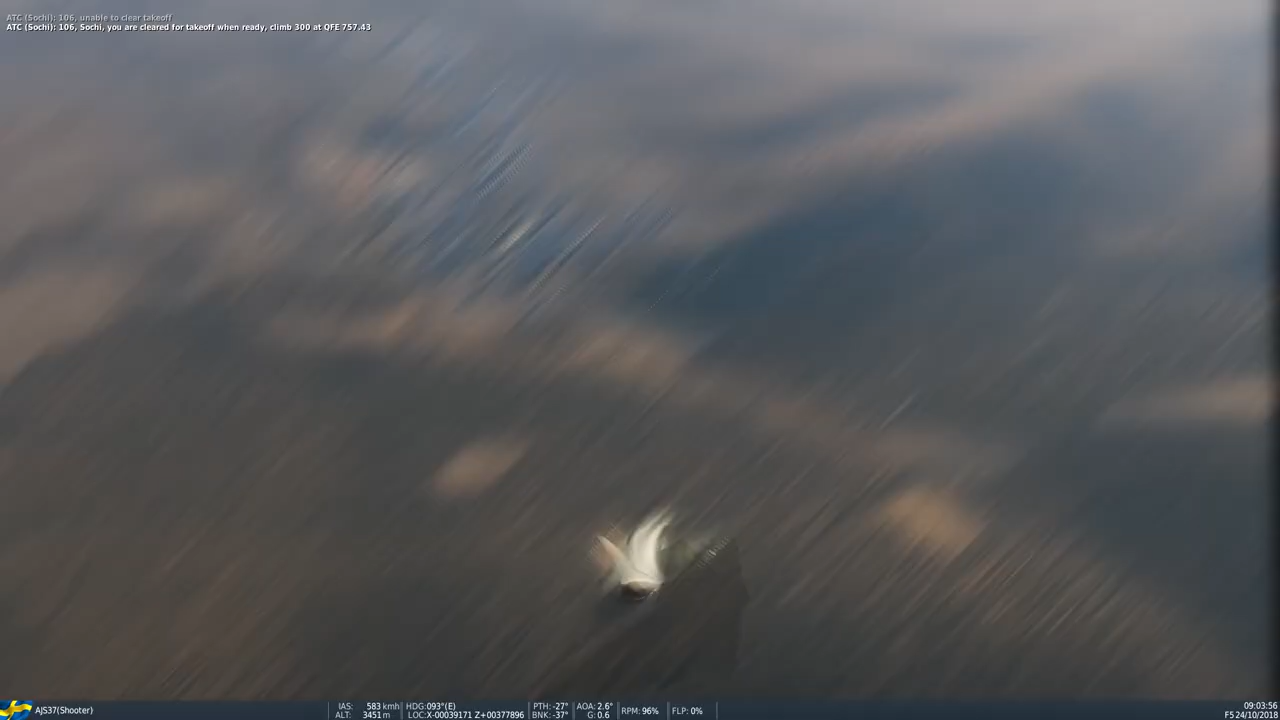 ATC (Sochi): 106, unable to clear takeoff
ATC (Sochi): 106, Sochi, you are cleared for takeoff when ready, climb 300 at QFE 757.43
AJS37(Shooter)
IAS: 583 kmh HDG:093°(E) PTH: -27° AOA: 2.6° RPM: 96% FLP: 0% 09:03:56
ALT: 3451 m LOC:X-00039171 Z+00377896 BNK: -37° G: 0.6 F5 24/10/2018